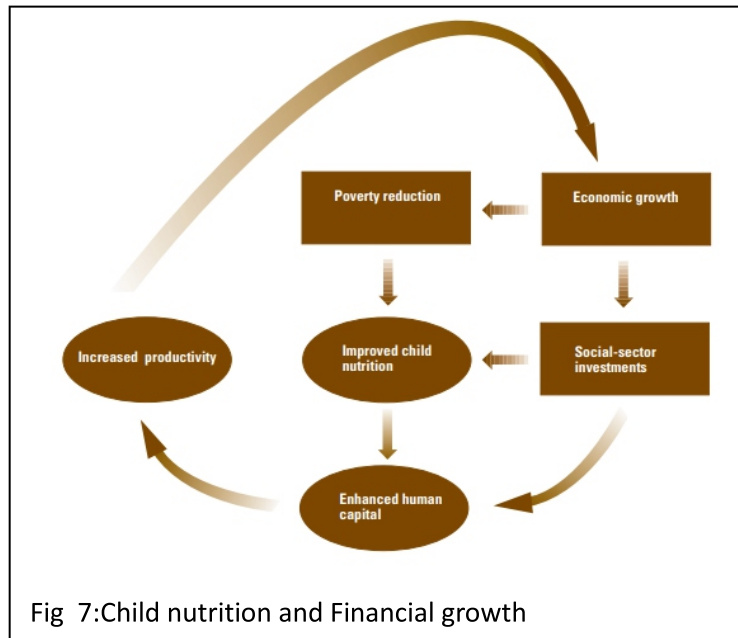 Poverty reduction
Economic growth
Increased productivity
Improved child
nutrition
Social-sector
investments
Enhanced human
capital
Fig 7:Child nutrition and Financial growth